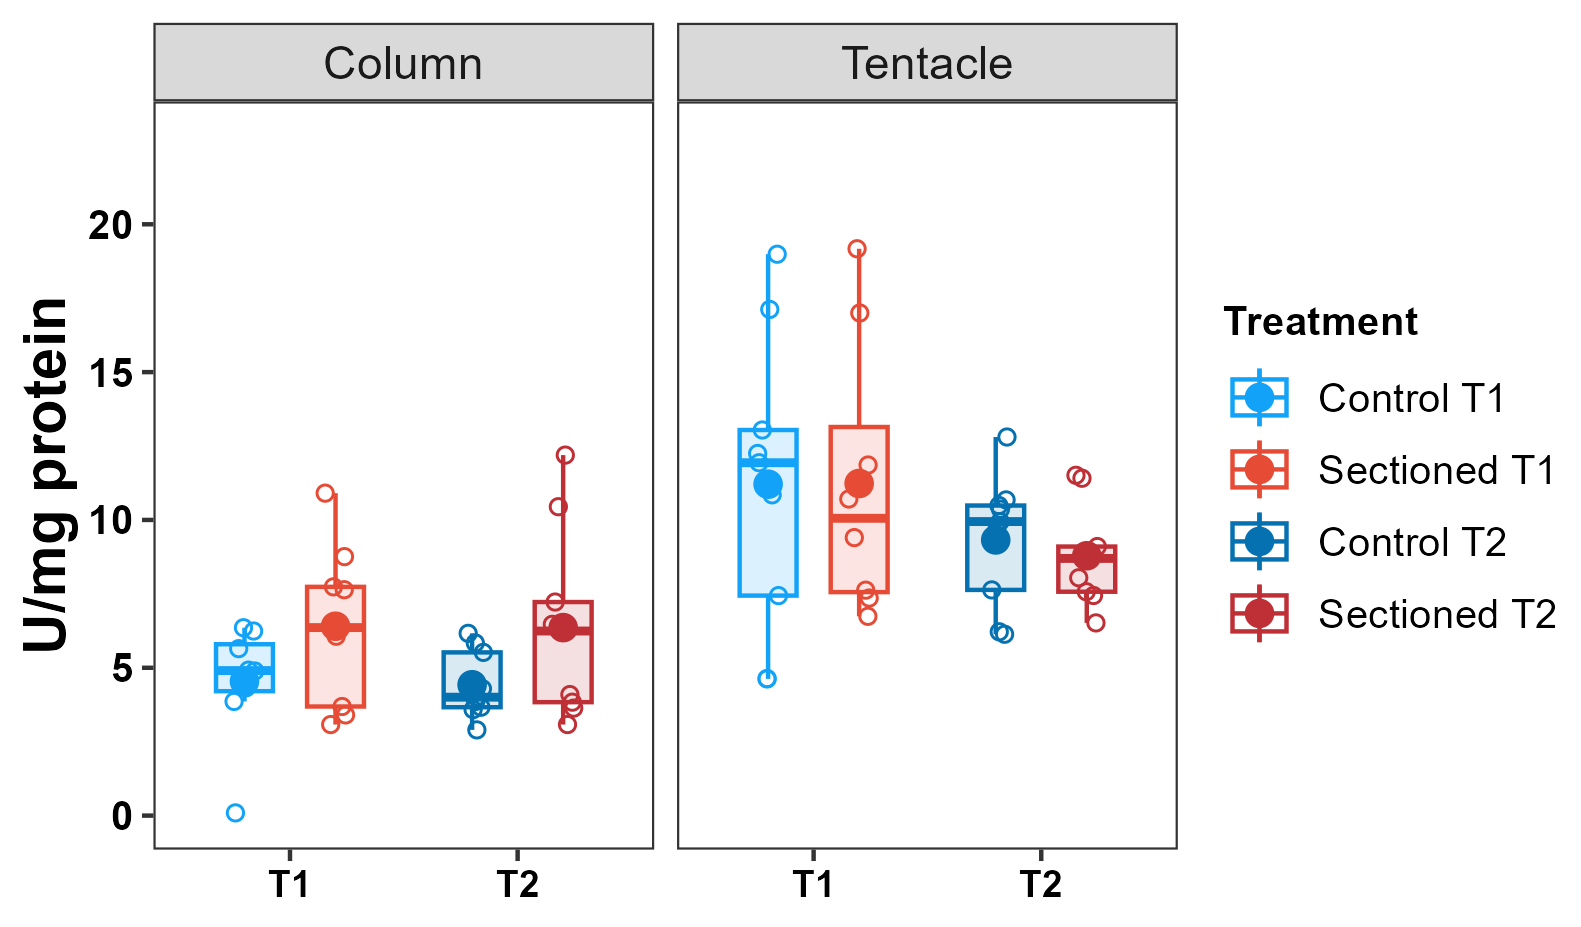 Column
Tentacle
U/mg protein
20
15
10
5
0
T1
T2
T1
T2
Treatment
Control T1
Sectioned T1
Control T2
Sectioned T2